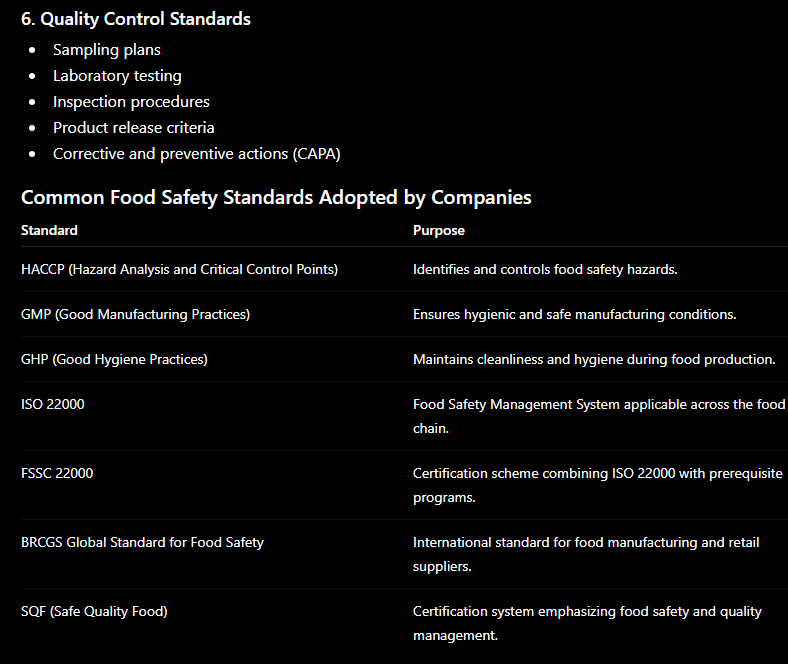 6. Quality Control Standards
• Sampling plans
• Laboratory testing
• Inspection procedures
• Product release criteria
• Corrective and preventive actions (CAPA)
Common Food Safety Standards Adopted by Companies
Standard Purpose
HACCP (Hazard Analysis and Critical Control Points) Identifies and controls food safety hazards.
GMP (Good Manufacturing Practices) Ensures hygienic and safe manufacturing conditions.
GHP (Good Hygiene Practices) Maintains cleanliness and hygiene during food production.
ISO 22000 Food Safety Management System applicable across the food
chain.
FSSC 22000 Certification scheme combining ISO 22000 with prerequisite
programs.
BRCGS Global Standard for Food Safety International standard for food manufacturing and retail
suppliers.
SQF (Safe Quality Food) Certification system emphasizing food safety and quality
management.